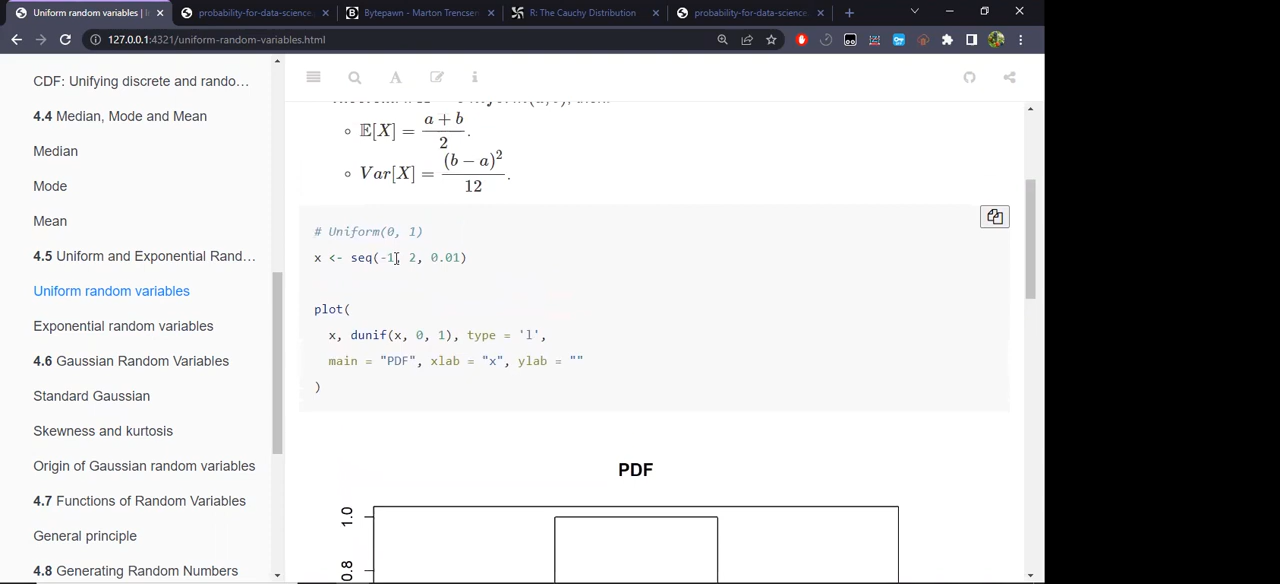 Uniform random variables | I
probability-for-data-science.
Bytepawn - Marton Trencser
R: The Cauchy Distribution
probability-for-data-science.
127.0.0.1:4321/uniform-random-variables.html
CDF: Unifying discrete and rando…
4.4 Median, Mode and Mean
Median
Mode
Mean
4.5 Uniform and Exponential Rand…
Uniform random variables
Exponential random variables
4.6 Gaussian Random Variables
Standard Gaussian
Skewness and kurtosis
Origin of Gaussian random variables
4.7 Functions of Random Variables
General principle
4.8 Generating Random Numbers
𝔼[X] = (a + b)/2.
Var[X] = (b − a)²/12.
# Uniform(0, 1)
x <- seq(-1, 2, 0.01)
plot(
x, dunif(x, 0, 1), type = 'l',
main = "PDF", xlab = "x", ylab = ""
)
PDF
1.0
0.8